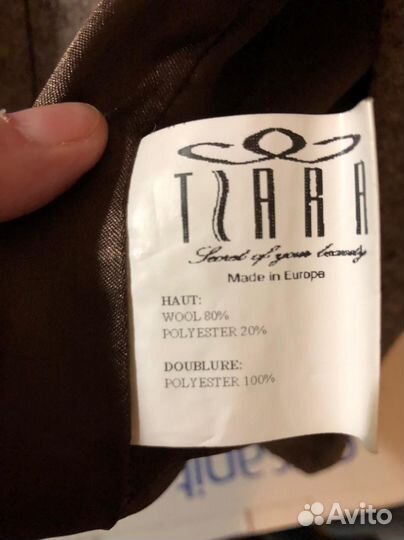 TIARA
Secret of your beauty
Made in Europe
HAUT:
WOOL 80%
POLYESTER 20%
DOUBLURE:
POLYESTER 100%
Avito